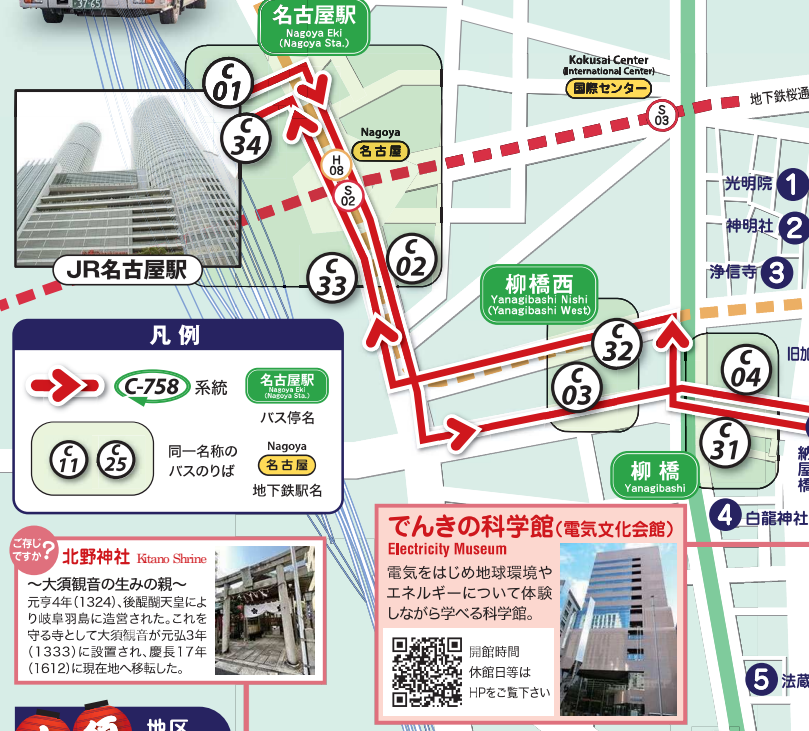 37-65
名古屋駅
Nagoya Eki
(Nagoya Sta.)
C
01
C
34
Kokusai Center
(International Center)
国際センター
地下鉄桜通
S
03
Nagoya
名古屋
H
08
S
02
光明院 1
神明社 2
浄信寺 3
JR名古屋駅
C
33
C
02
柳橋西
Yanagibashi Nishi
(Yanagibashi West)
C
32
C
03
旧加
C
04
C
31
納
屋
橋
柳橋
Yanagibashi
4 白龍神社
5 法蔵
凡例
C-758 系統
名古屋駅
Nagoya Eki
(Nagoya Sta.)
バス停名
C
11
C
25
同一名称の
バスのりば
Nagoya
名古屋
地下鉄駅名
ご存じ
ですか?
北野神社 Kitano Shrine
〜大須観音の生みの親〜
元亨4年(1324)、後醍醐天皇によ
り岐阜羽島に造営された。これを
守る寺として大須観音が元弘3年
(1333)に設置され、慶長17年
(1612)に現在地へ移転した。
でんきの科学館(電気文化会館)
Electricity Museum
電気をはじめ地球環境や
エネルギーについて体験
しながら学べる科学館。
開館時間
休館日等は
HPをご覧下さい
地区